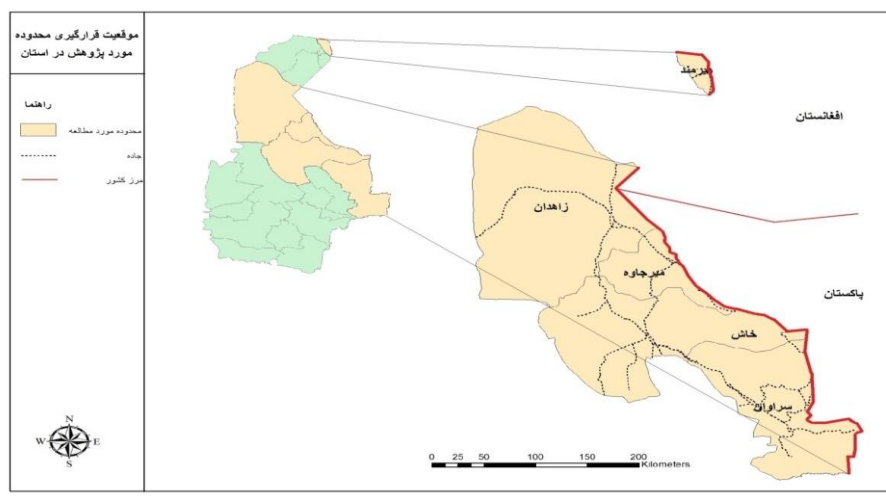 موقعیت قرارگیری محدوده
مورد پژوهش در استان
راهنما
محدوده مورد مطالعه
جاده
مرز کشور
هیرمند
افغانستان
زاهدان
میرجاوه
پاکستان
خاش
سراوان
N
W
E
S
0 25 50 100 150 200
Kilometers